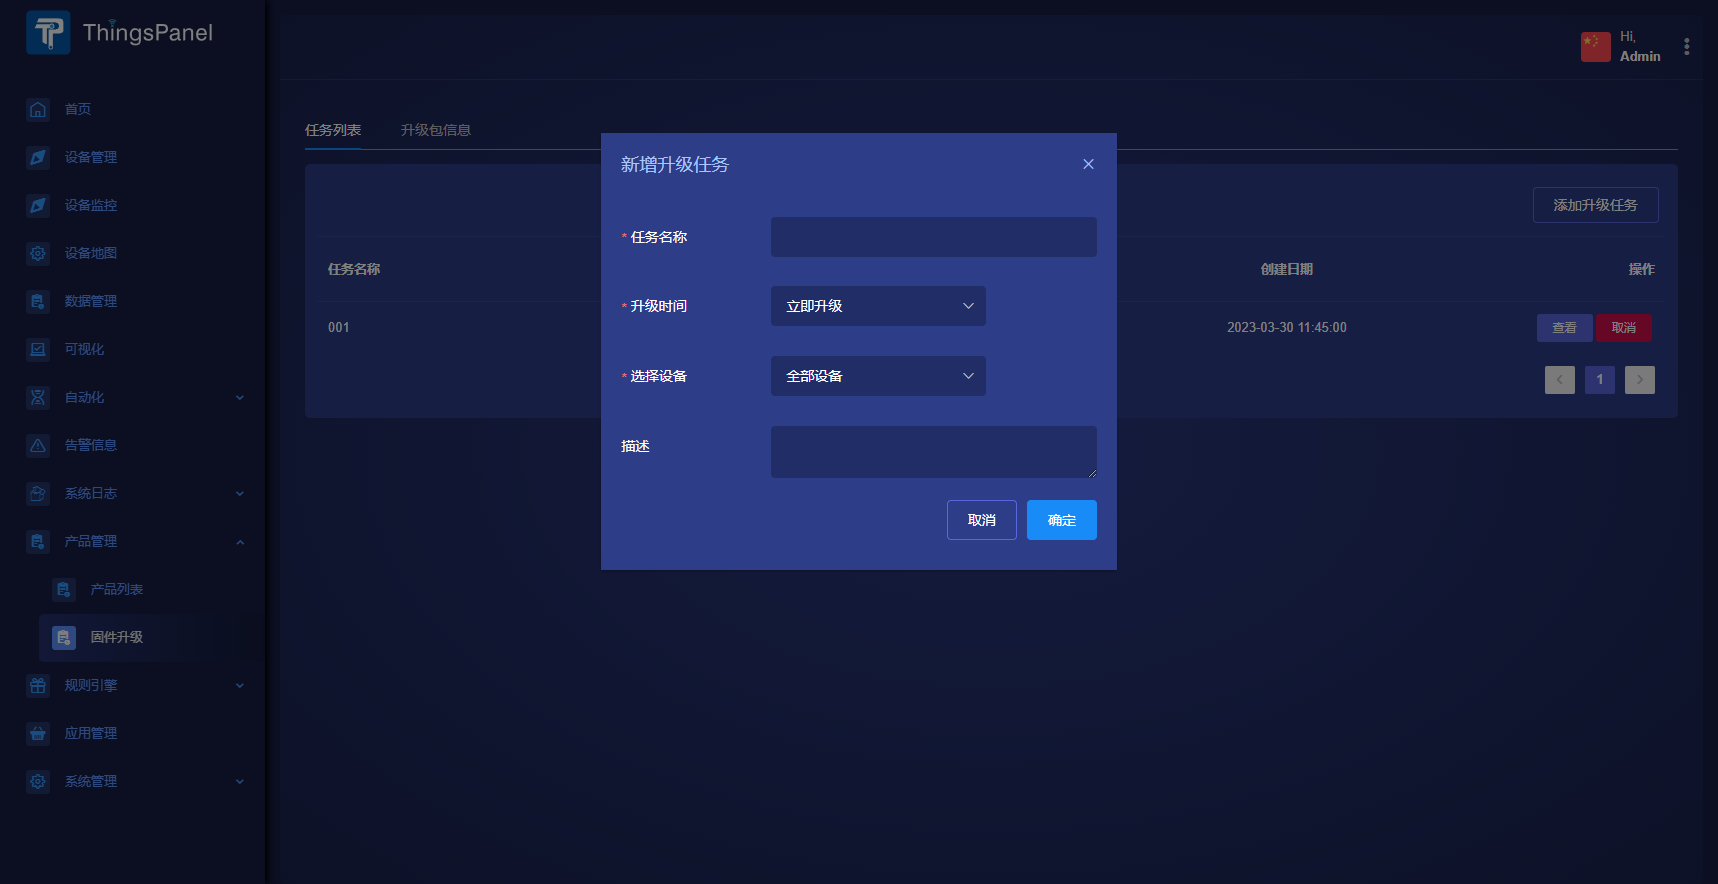 ThingsPanel
首页
设备管理
设备监控
设备地图
数据管理
可视化
自动化
告警信息
系统日志
产品管理
产品列表
固件升级
规则引擎
应用管理
系统管理
Hi,
Admin
任务列表 升级包信息
添加升级任务
任务名称 创建日期 操作
001 2023-03-30 11:45:00 查看 取消
1
新增升级任务
* 任务名称
* 升级时间 立即升级
* 选择设备 全部设备
描述
取消 确定